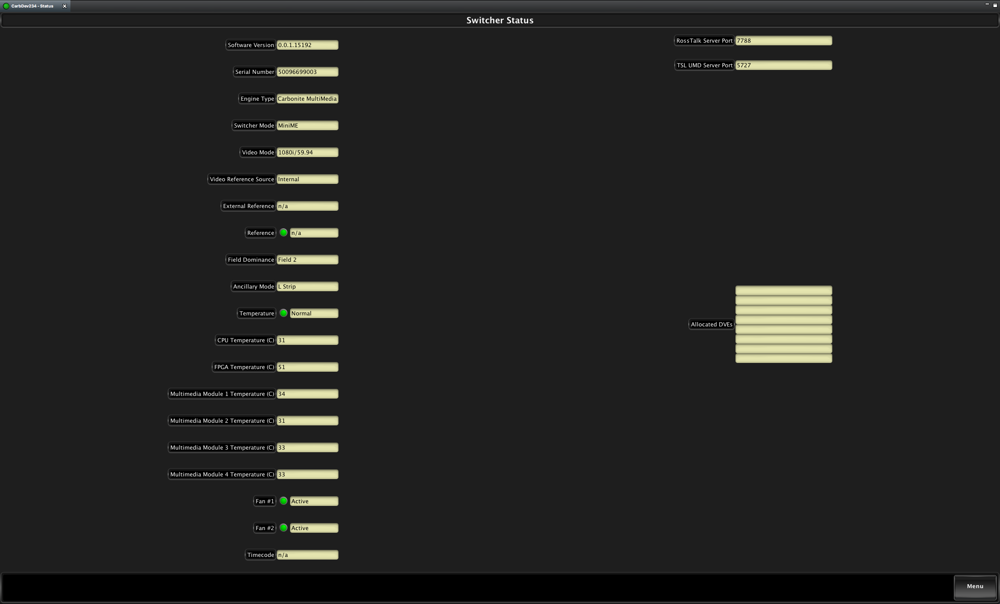 CarbDev234 - Status
Switcher Status
Software Version 0.0.1.15192
Serial Number 50096699003
Engine Type Carbonite MultiMedia
Switcher Mode MiniME
Video Mode 1080i/59.94
Video Reference Source Internal
External Reference n/a
Reference n/a
Field Dominance Field 2
Ancillary Mode L Strip
Temperature Normal
CPU Temperature (C) 31
FPGA Temperature (C) 51
Multimedia Module 1 Temperature (C) 34
Multimedia Module 2 Temperature (C) 31
Multimedia Module 3 Temperature (C) 33
Multimedia Module 4 Temperature (C) 33
Fan #1 Active
Fan #2 Active
Timecode n/a
RossTalk Server Port 7788
TSL UMD Server Port 5727
Allocated DVEs
Menu